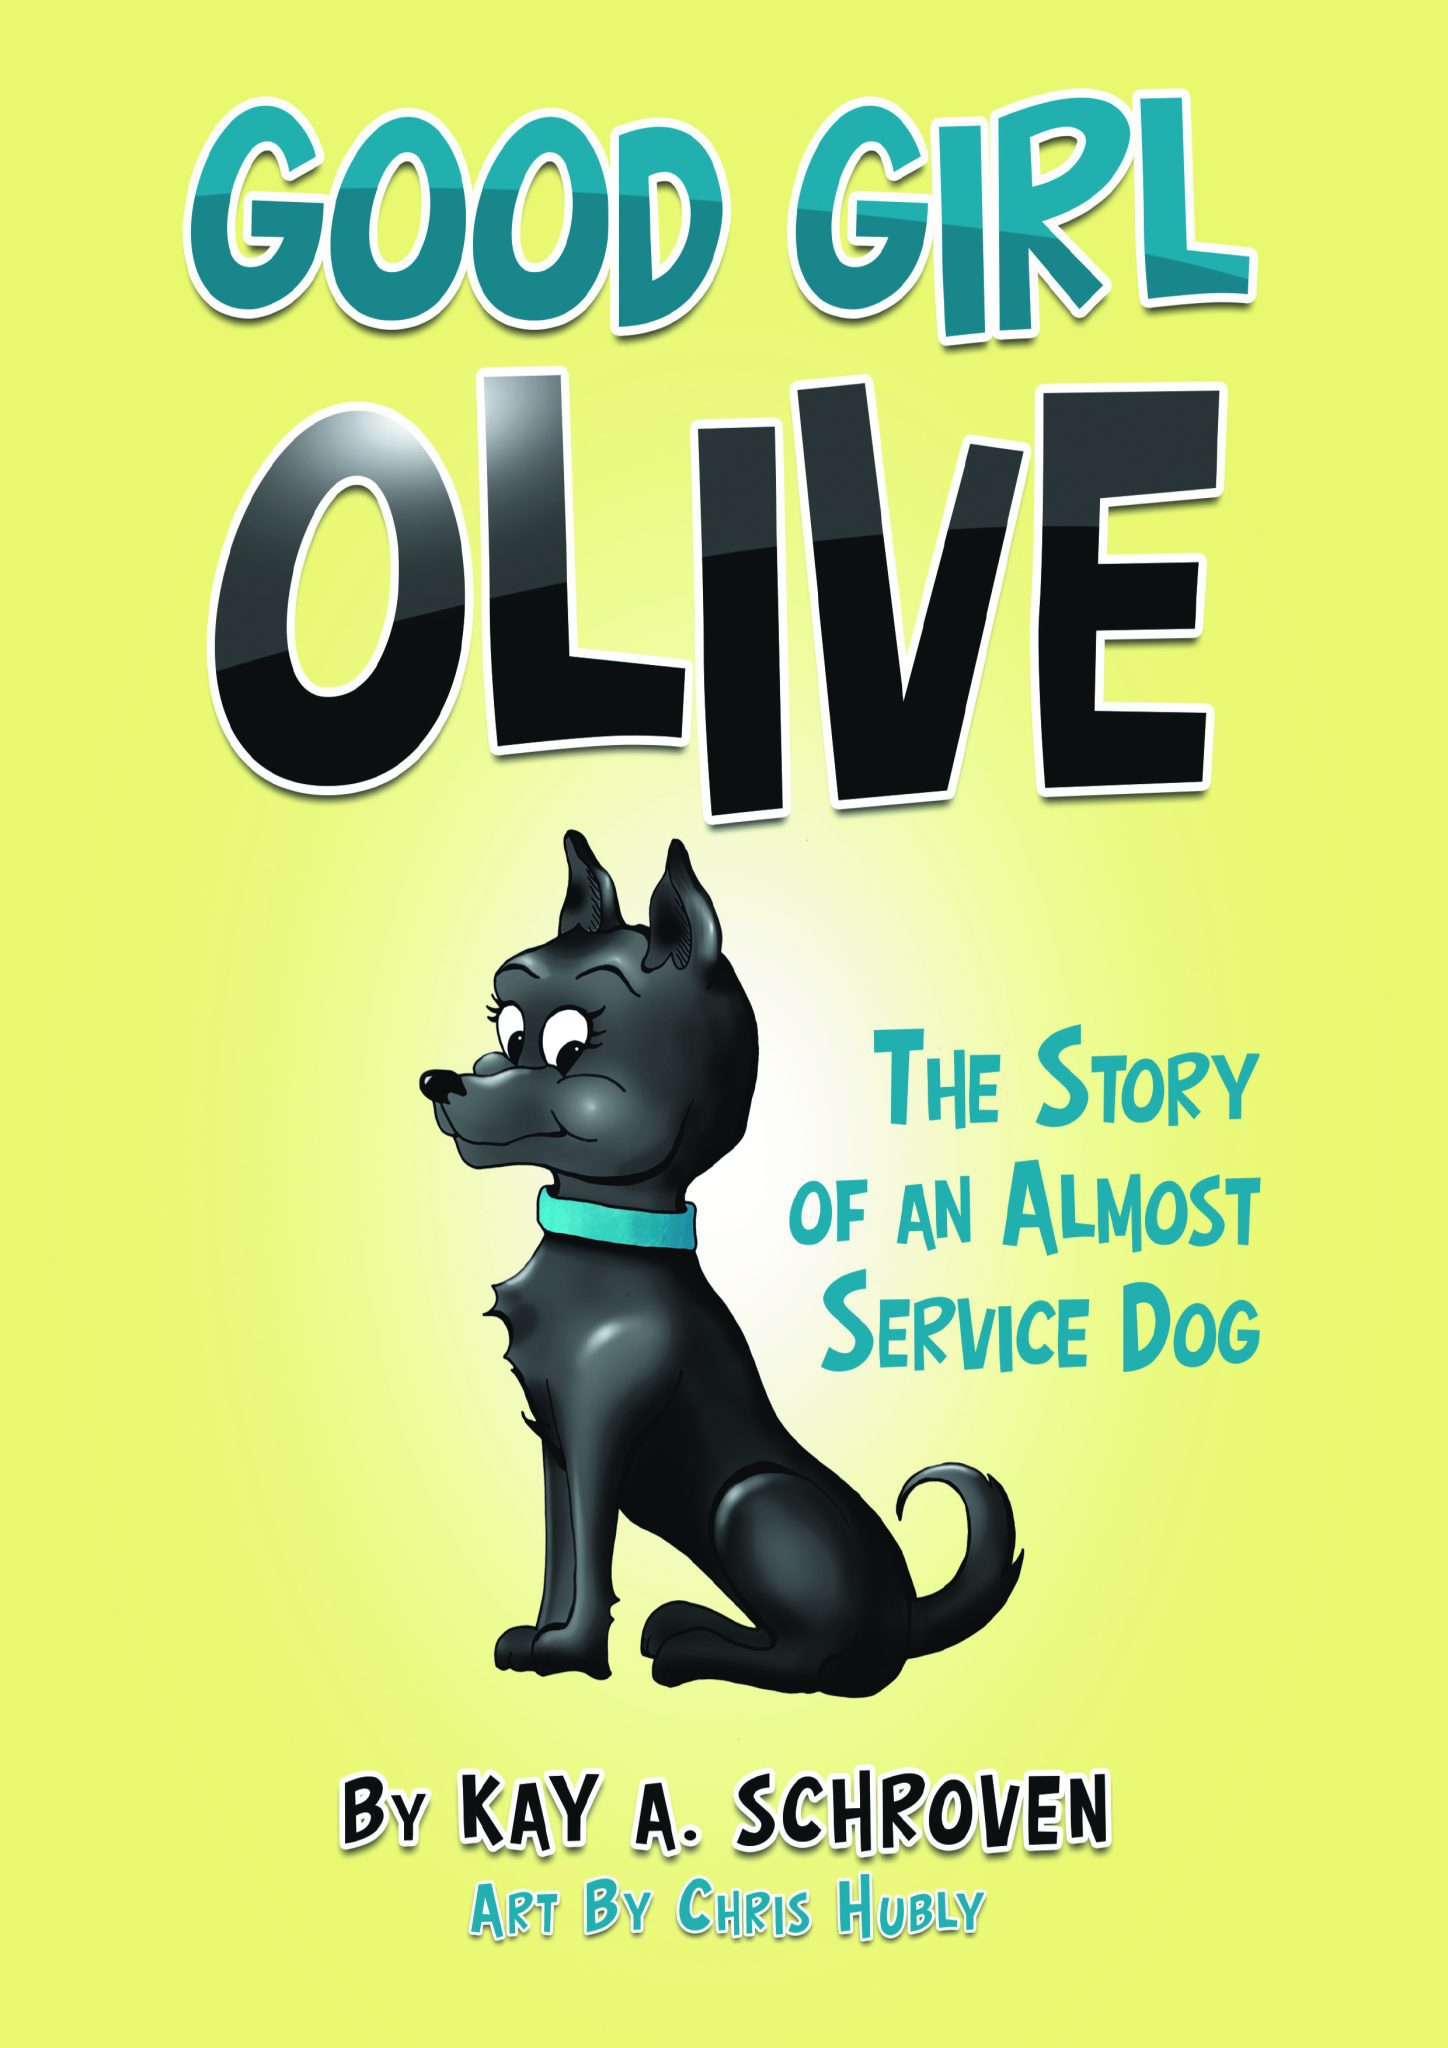 GOOD GIRL
OLIVE
THE STORY
OF AN ALMOST
SERVICE DOG
BY KAY A. SCHROVEN
ART BY CHRIS HUBLY